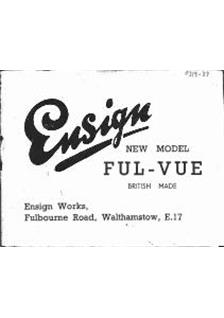 Ensign
NEW MODEL
FUL-VUE
BRITISH MADE
Ensign Works,
Fulbourne Road, Walthamstow, E.17